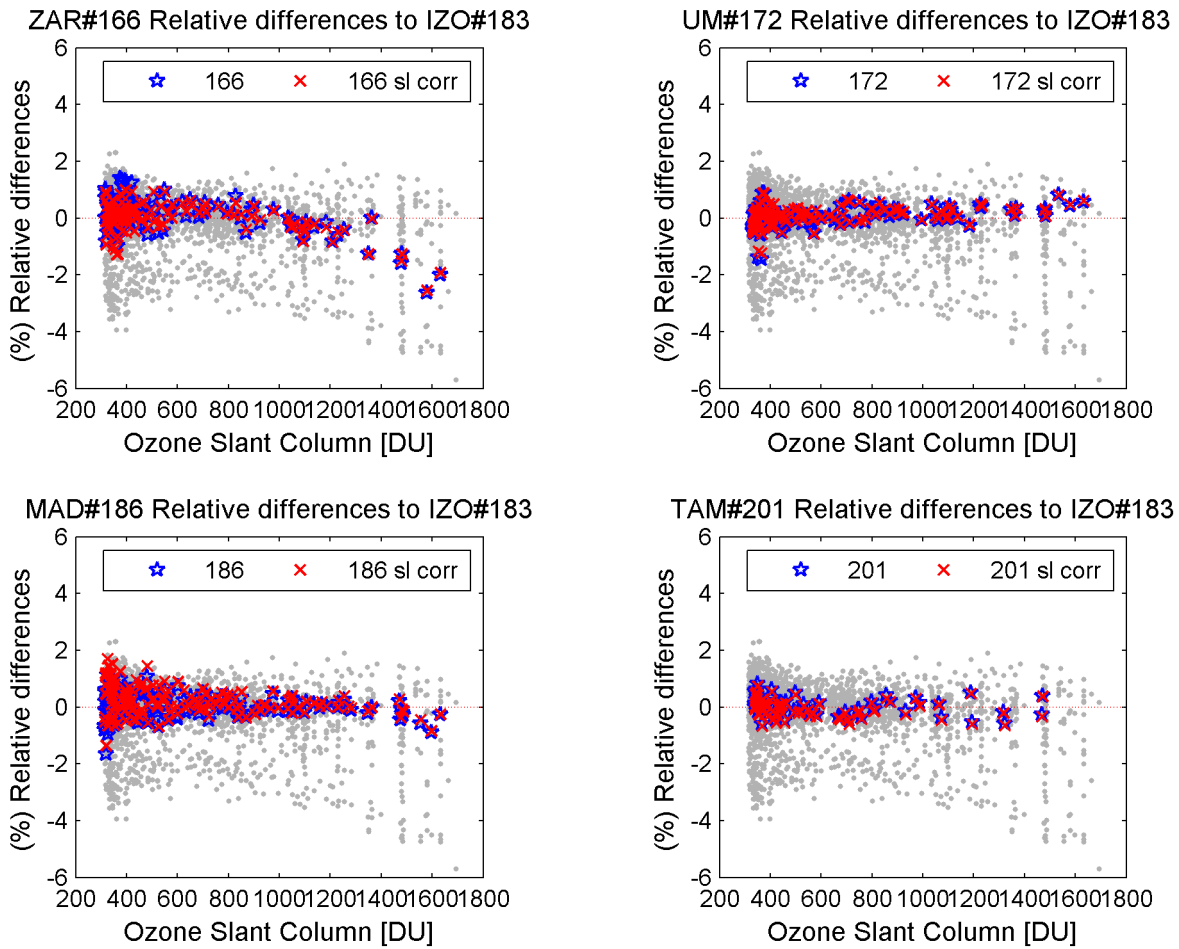 ZAR#166 Relative differences to IZO#183
UM#172 Relative differences to IZO#183
6
4
2
0
-2
-4
-6
166
166 sl corr
(%) Relative differences
200 400 600 800 1000 1200 1400 1600 1800
Ozone Slant Column [DU]
6
4
2
0
-2
-4
-6
172
172 sl corr
(%) Relative differences
200 400 600 800 1000 1200 1400 1600 1800
Ozone Slant Column [DU]
MAD#186 Relative differences to IZO#183
TAM#201 Relative differences to IZO#183
6
4
2
0
-2
-4
-6
186
186 sl corr
(%) Relative differences
200 400 600 800 1000 1200 1400 1600 1800
Ozone Slant Column [DU]
6
4
2
0
-2
-4
-6
201
201 sl corr
(%) Relative differences
200 400 600 800 1000 1200 1400 1600 1800
Ozone Slant Column [DU]